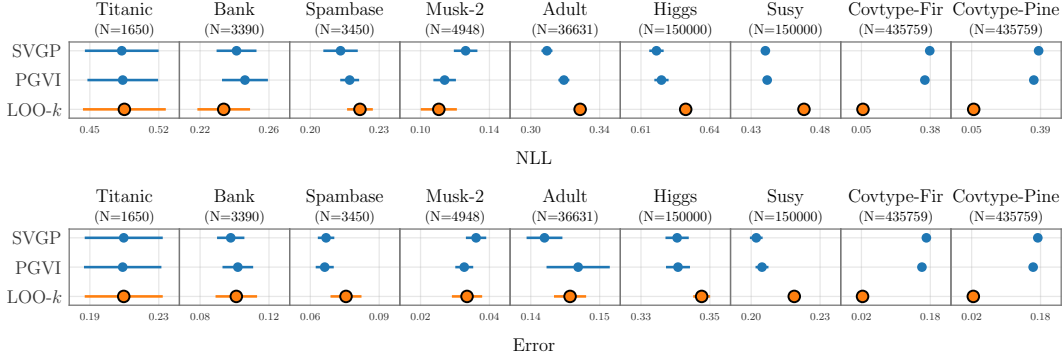 Titanic Bank Spambase Musk-2 Adult Higgs Susy Covtype-Fir Covtype-Pine
(N=1650) (N=3390) (N=3450) (N=4948) (N=36631) (N=150000) (N=150000) (N=435759) (N=435759)
SVGP
PGVI
LOO-k
0.45 0.52 0.22 0.26 0.20 0.23 0.10 0.14 0.30 0.34 0.61 0.64 0.43 0.48 0.05 0.38 0.05 0.39
NLL
Titanic Bank Spambase Musk-2 Adult Higgs Susy Covtype-Fir Covtype-Pine
(N=1650) (N=3390) (N=3450) (N=4948) (N=36631) (N=150000) (N=150000) (N=435759) (N=435759)
SVGP
PGVI
LOO-k
0.19 0.23 0.08 0.12 0.06 0.09 0.02 0.04 0.14 0.15 0.33 0.35 0.20 0.23 0.02 0.18 0.02 0.18
Error